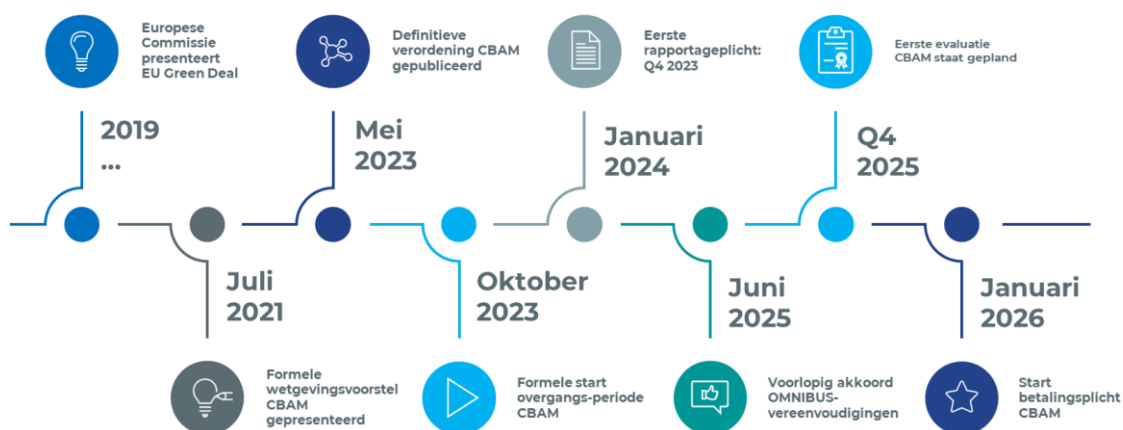 Europese
Commissie
presenteert
EU Green Deal
Definitieve
verordening CBAM
gepubliceerd
Eerste
rapportageplicht:
Q4 2023
Eerste evaluatie
CBAM staat gepland
2019
...
Mei
2023
Januari
2024
Q4
2025
Juli
2021
Oktober
2023
Juni
2025
Januari
2026
Formele
wetgevingsvoorstel
CBAM
gepresenteerd
Formele start
overgangs-periode
CBAM
Voorlopig akkoord
OMNIBUS-
vereenvoudigingen
Start
betalingsplicht
CBAM